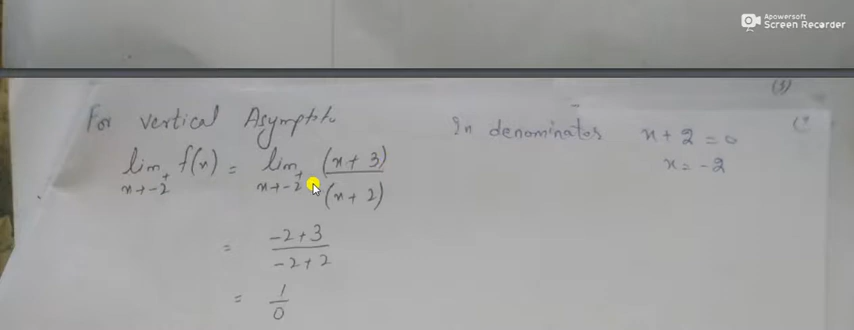 Apowersoft
Screen Recorder
(3)
For vertical Asymptote
lim x→-2⁺ f(x) = lim x→-2⁺ (x + 3)/(x + 2)
= (-2+3)/(-2+2)
= 1/0
In denominator x + 2 = 0
x = -2